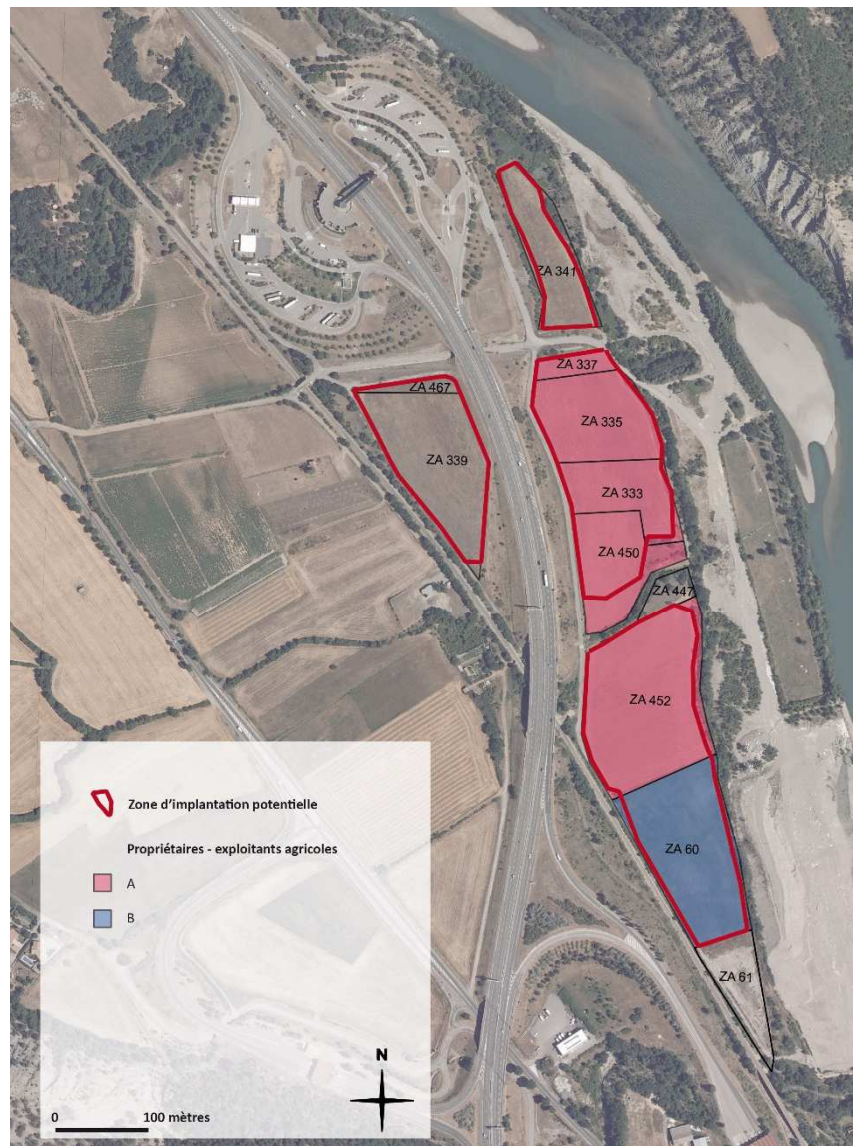 ZA 341
ZA 337
ZA 467
ZA 335
ZA 339
ZA 333
ZA 450
ZA 447
ZA 452
ZA 60
ZA 61
Zone d'implantation potentielle
Propriétaires - exploitants agricoles
A
B
N
0 100 mètres